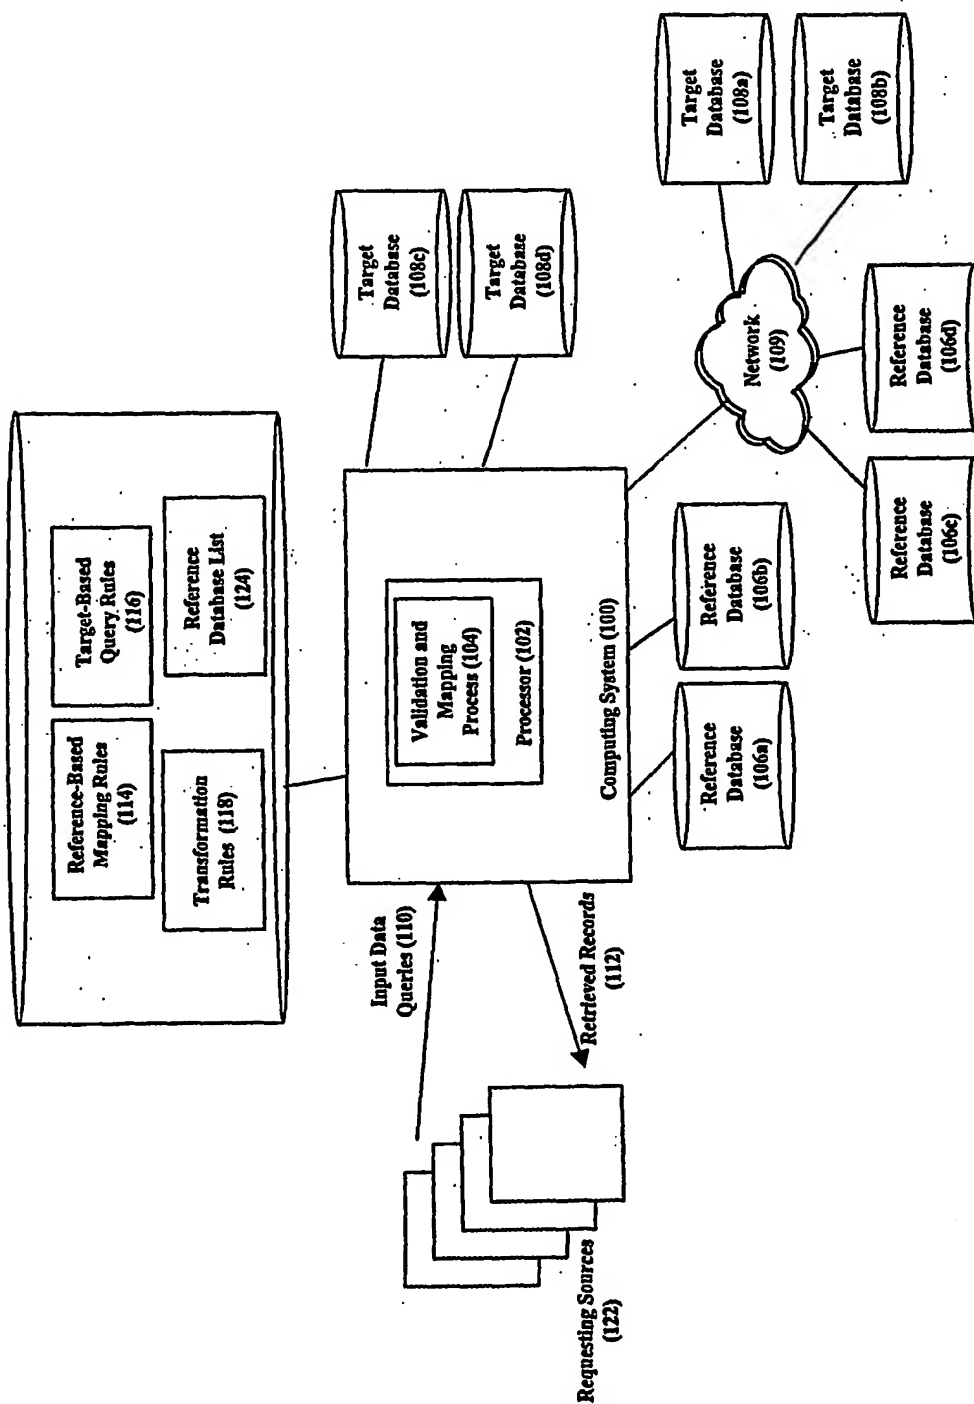 Reference-Based
Mapping Rules
(114)
Target-Based
Query Rules
(116)
Transformation
Rules (118)
Reference
Database List
(124)
Input Data
Queries (110)
Retrieved Records
(112)
Requesting Sources
(122)
Validation and
Mapping
Process (104)
Processor (102)
Computing System (100)
Target
Database
(108c)
Target
Database
(108d)
Reference
Database
(106a)
Reference
Database
(106b)
Network
(109)
Target
Database
(108a)
Target
Database
(108b)
Reference
Database
(106c)
Reference
Database
(106d)